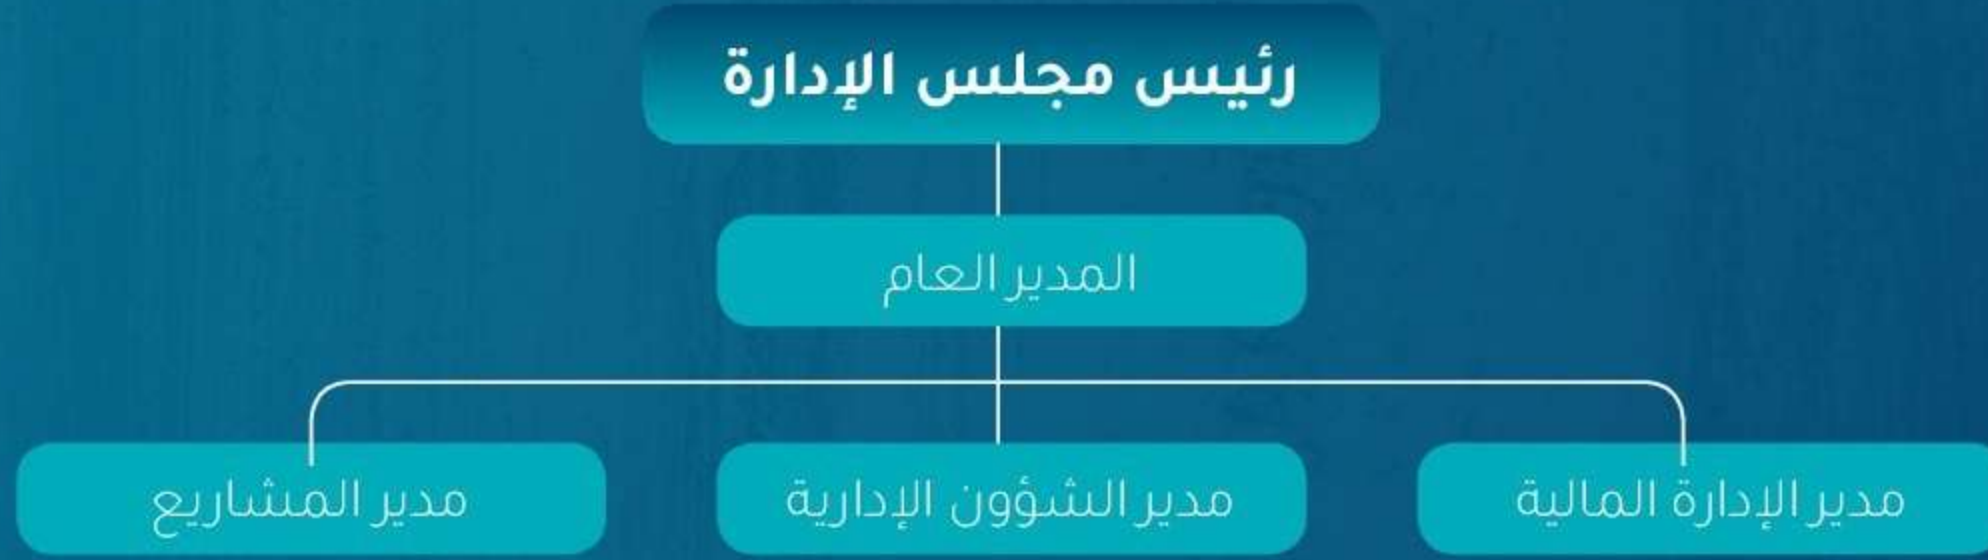 رئيس مجلس الإدارة
المدير العام
مدير الإدارة المالية
مدير الشؤون الإدارية
مدير المشاريع